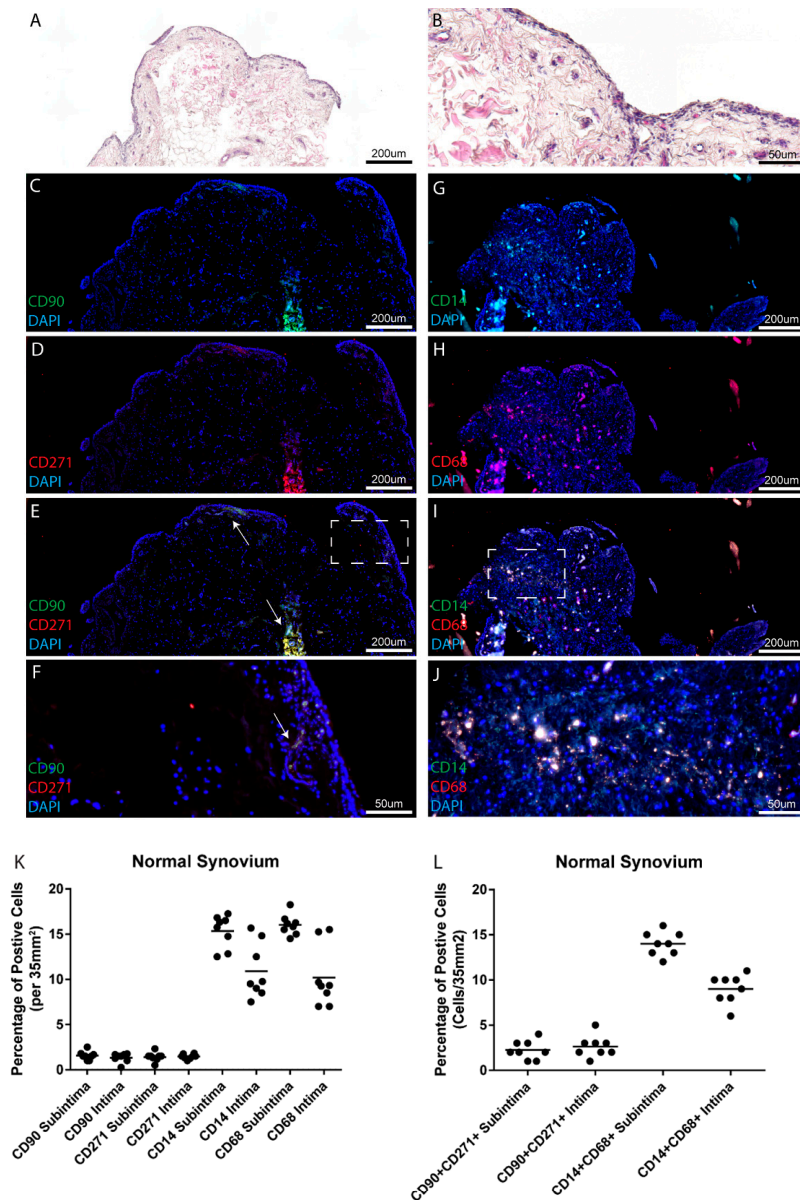 A
200um
B
50um
C
CD90
DAPI
200um
G
CD14
DAPI
200um
D
CD271
DAPI
200um
H
CD68
DAPI
200um
E
CD90
CD271
DAPI
200um
I
CD14
CD68
DAPI
200um
F
CD90
CD271
DAPI
50um
J
CD14
CD68
DAPI
50um
K
Normal Synovium
Percentage of Postive Cells
(per 35mm²)
20
15
10
5
0
CD90 Subintima
CD90 Intima
CD271 Subintima
CD271 Intima
CD14 Subintima
CD14 Intima
CD68 Subintima
CD68 Intima
L
Normal Synovium
Percentage of Postive Cells
(Cells/35mm2)
20
15
10
5
0
CD90+CD271+ Subintima
CD90+CD271+ Intima
CD14+CD68+ Subintima
CD14+CD68+ Intima